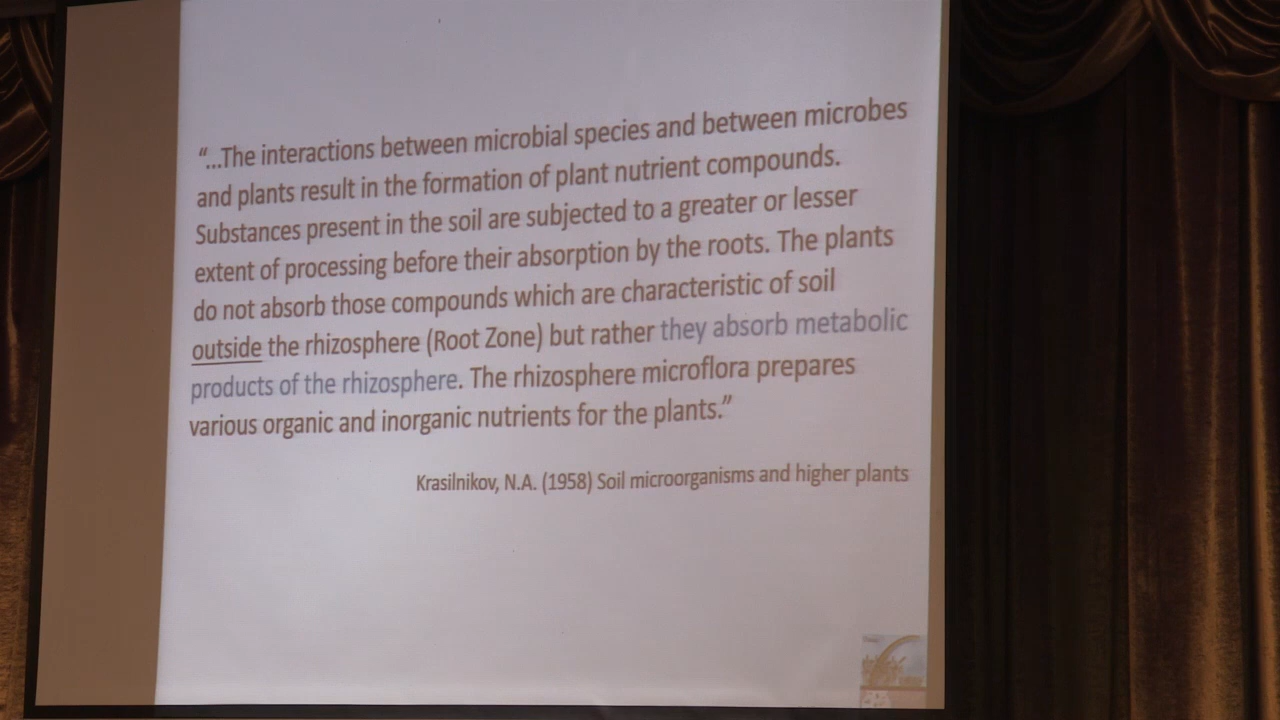 “...The interactions between microbial species and between microbes
and plants result in the formation of plant nutrient compounds.
Substances present in the soil are subjected to a greater or lesser
extent of processing before their absorption by the roots. The plants
do not absorb those compounds which are characteristic of soil
outside the rhizosphere (Root Zone) but rather they absorb metabolic
products of the rhizosphere. The rhizosphere microflora prepares
various organic and inorganic nutrients for the plants.”
Krasilnikov, N.A. (1958) Soil microorganisms and higher plants